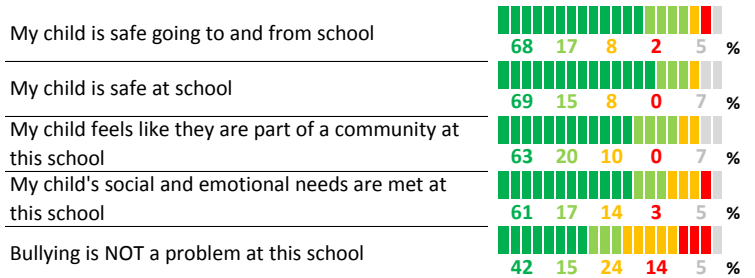 My child is safe going to and from school
68 17 8 2 5 %
My child is safe at school
69 15 8 0 7 %
My child feels like they are part of a community at
this school
63 20 10 0 7 %
My child's social and emotional needs are met at
this school
61 17 14 3 5 %
Bullying is NOT a problem at this school
42 15 24 14 5 %